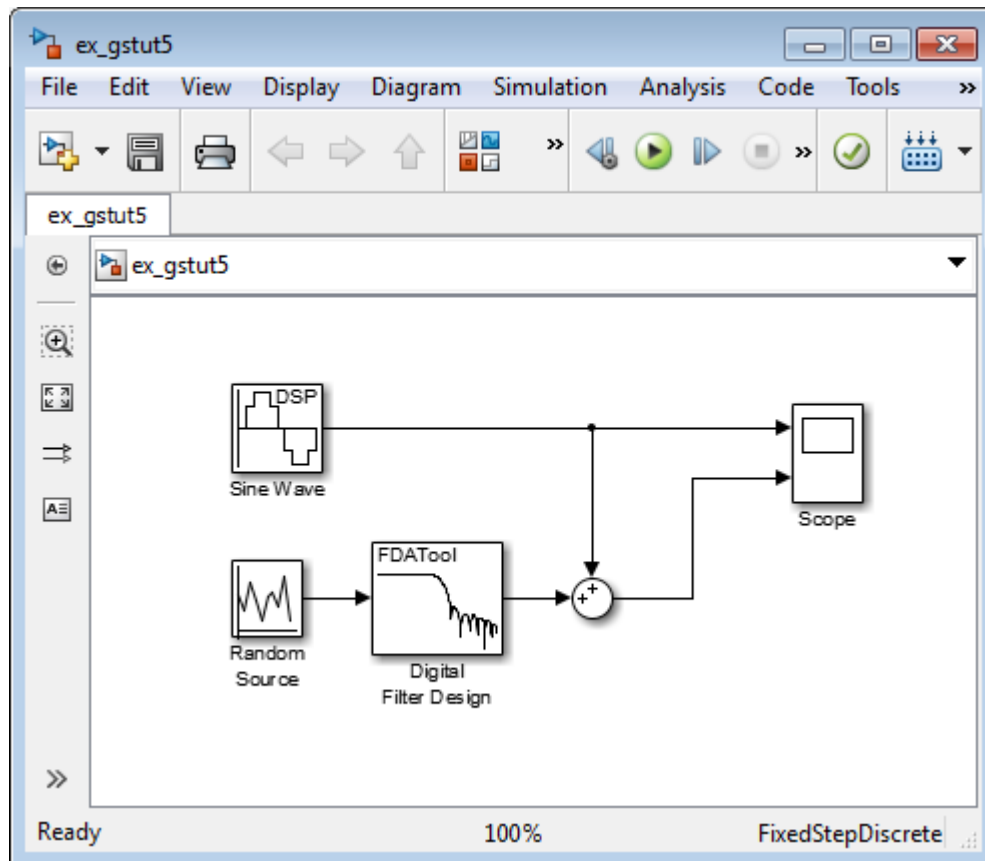 ex_gstut5
File Edit View Display Diagram Simulation Analysis Code Tools »
ex_gstut5
ex_gstut5
DSP
Sine Wave
Scope
FDATool
Random
Source
Digital
Filter Design
Ready 100% FixedStepDiscrete